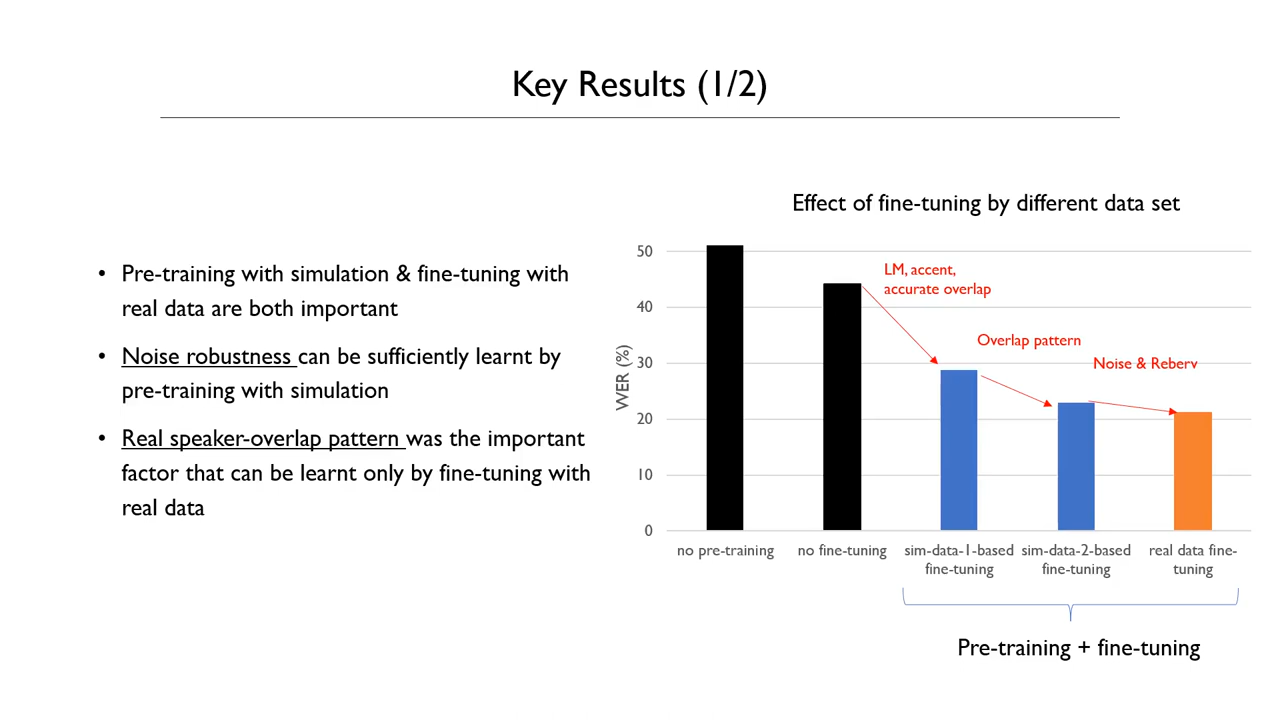 Key Results (1/2)
• Pre-training with simulation & fine-tuning with
real data are both important
• Noise robustness can be sufficiently learnt by
pre-training with simulation
• Real speaker-overlap pattern was the important
factor that can be learnt only by fine-tuning with
real data
Effect of fine-tuning by different data set
WER (%)
50
40
30
20
10
0
LM, accent,
accurate overlap
Overlap pattern
Noise & Reberv
no pre-training
no fine-tuning
sim-data-1-based
fine-tuning
sim-data-2-based
fine-tuning
real data fine-
tuning
Pre-training + fine-tuning